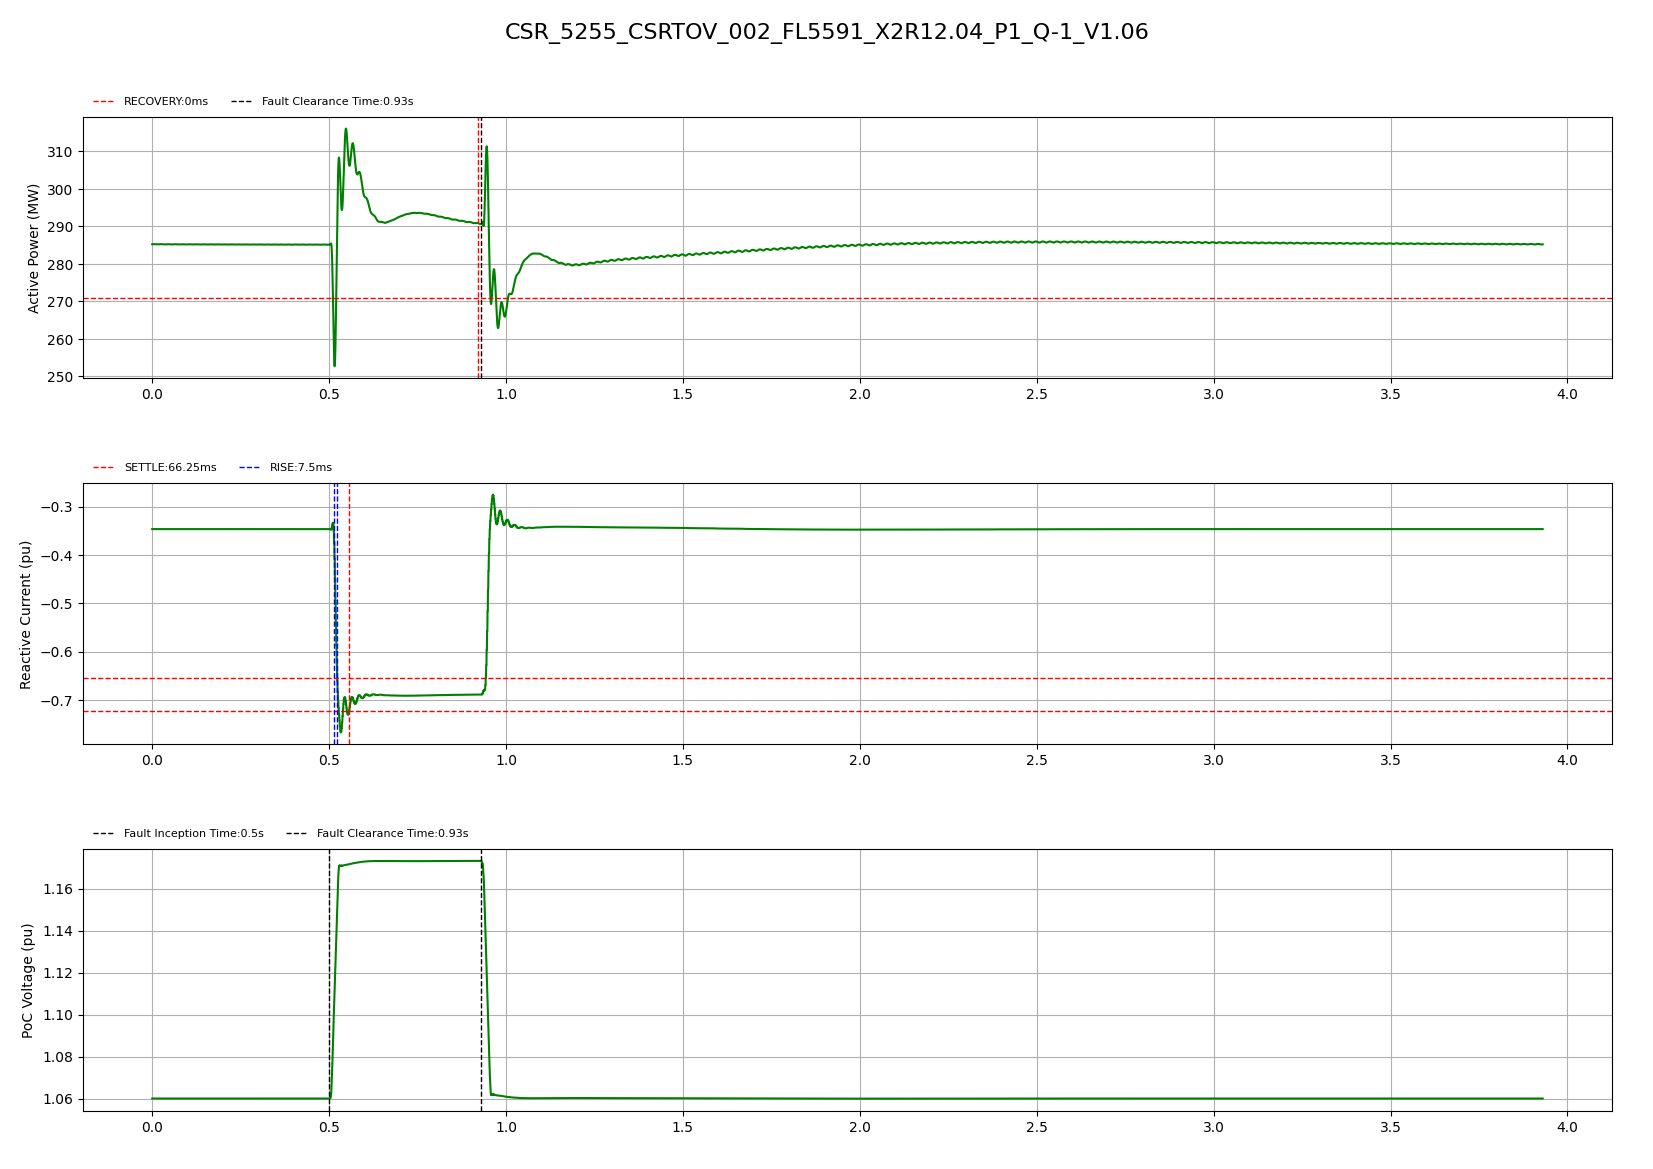 CSR_5255_CSRTOV_002_FL5591_X2R12.04_P1_Q-1_V1.06
RECOVERY:0ms Fault Clearance Time:0.93s
Active Power (MW)
310
300
290
280
270
260
250
0.0 0.5 1.0 1.5 2.0 2.5 3.0 3.5 4.0
SETTLE:66.25ms RISE:7.5ms
Reactive Current (pu)
−0.3
−0.4
−0.5
−0.6
−0.7
0.0 0.5 1.0 1.5 2.0 2.5 3.0 3.5 4.0
Fault Inception Time:0.5s Fault Clearance Time:0.93s
PoC Voltage (pu)
1.16
1.14
1.12
1.10
1.08
1.06
0.0 0.5 1.0 1.5 2.0 2.5 3.0 3.5 4.0